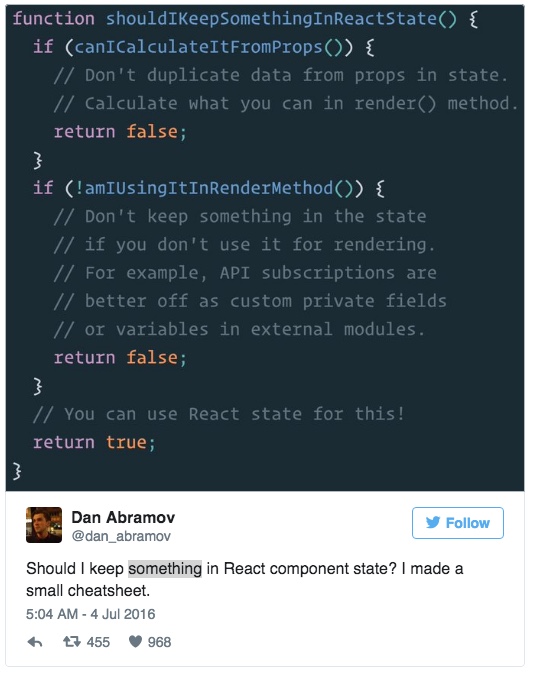 function shouldIKeepSomethingInReactState() {
  if (canICalculateItFromProps()) {
    // Don't duplicate data from props in state.
    // Calculate what you can in render() method.
    return false;
  }
  if (!amIUsingItInRenderMethod()) {
    // Don't keep something in the state
    // if you don't use it for rendering.
    // For example, API subscriptions are
    // better off as custom private fields
    // or variables in external modules.
    return false;
  }
  // You can use React state for this!
  return true;
}
Dan Abramov
@dan_abramov
Follow
Should I keep something in React component state? I made a
small cheatsheet.
5:04 AM - 4 Jul 2016
455 968